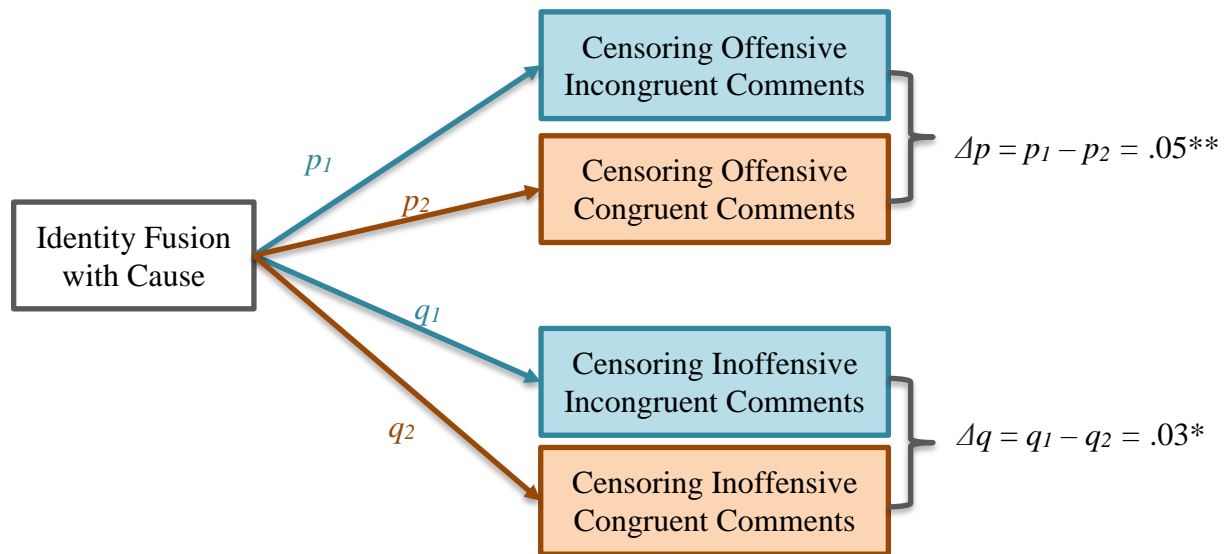 Censoring Offensive
Incongruent Comments
p1
Δp = p1 – p2 = .05**
Censoring Offensive
Congruent Comments
p2
Identity Fusion
with Cause
q1
Censoring Inoffensive
Incongruent Comments
q2
Δq = q1 – q2 = .03*
Censoring Inoffensive
Congruent Comments